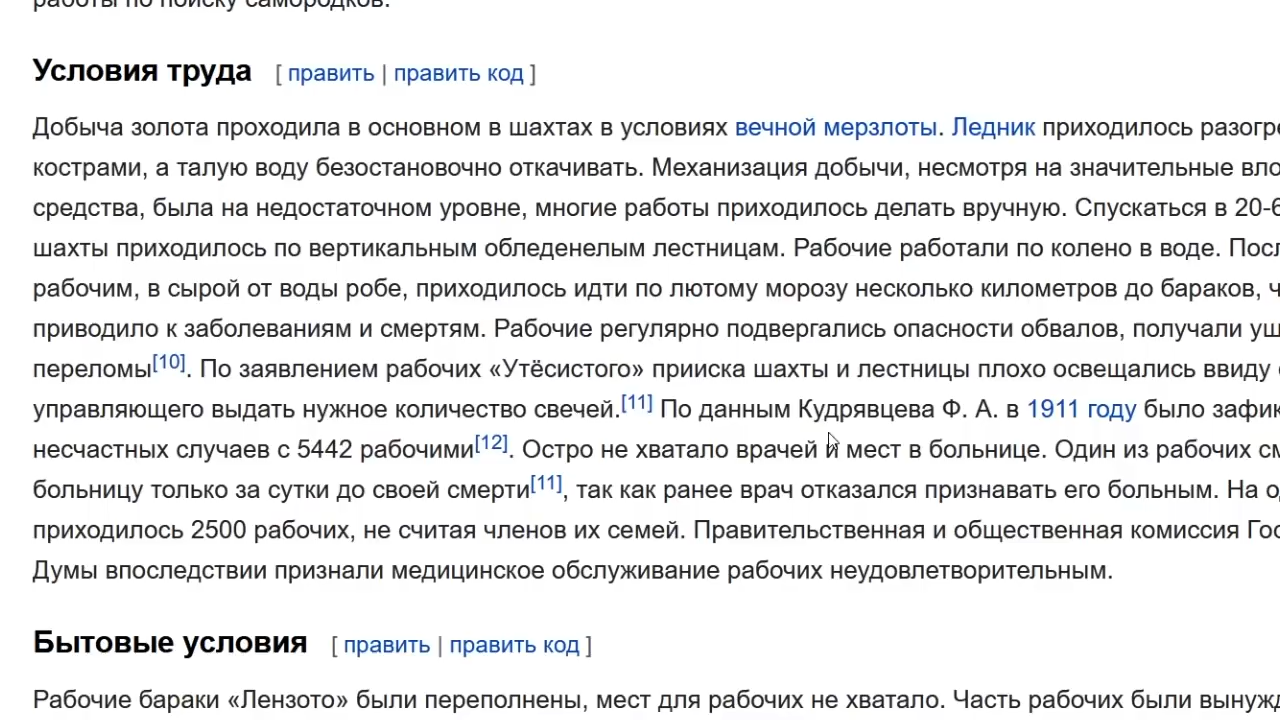 работы по поиску самородков.
Условия труда [ править | править код ]
Добыча золота проходила в основном в шахтах в условиях вечной мерзлоты. Ледник приходилось
кострами, а талую воду безостановочно откачивать. Механизация добычи, несмотря на значительные
средства, была на недостаточном уровне, многие работы приходилось делать вручную. Спускаться в 20-6
шахты приходилось по вертикальным обледенелым лестницам. Рабочие работали по колено в воде.
рабочим, в сырой от воды робе, приходилось идти по лютому морозу несколько километров до бараков,
приводило к заболеваниям и смертям. Рабочие регулярно подвергались опасности обвалов, получали
переломы[10]. По заявлением рабочих «Утёсистого» прииска шахты и лестницы плохо освещались ввиду
управляющего выдать нужное количество свечей.[11] По данным Кудрявцева Ф. А. в 1911 году было
несчастных случаев с 5442 рабочими[12]. Остро не хватало врачей и мест в больнице. Один из рабочих
больницу только за сутки до своей смерти[11], так как ранее врач отказался признавать его больным. На
приходилось 2500 рабочих, не считая членов их семей. Правительственная и общественная комиссия
Думы впоследствии признали медицинское обслуживание рабочих неудовлетворительным.
Бытовые условия [ править | править код ]
Рабочие бараки «Лензото» были переполнены, мест для рабочих не хватало. Часть рабочих были